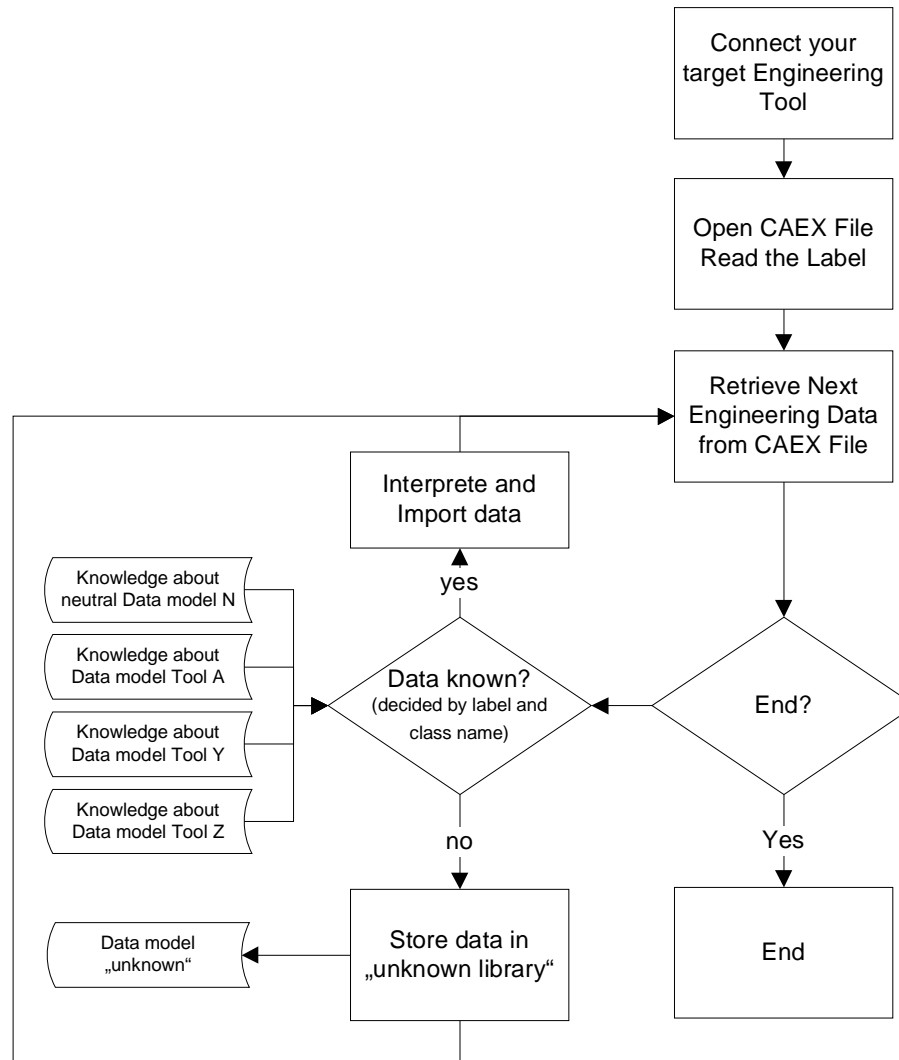 Connect your
target Engineering
Tool
Open CAEX File
Read the Label
Retrieve Next
Engineering Data
from CAEX File
Interprete and
Import data
yes
Knowledge about
neutral Data model N
Knowledge about
Data model Tool A
Knowledge about
Data model Tool Y
Knowledge about
Data model Tool Z
Data known?
(decided by label and
class name)
End?
no
Yes
Data model
„unknown“
Store data in
„unknown library“
End